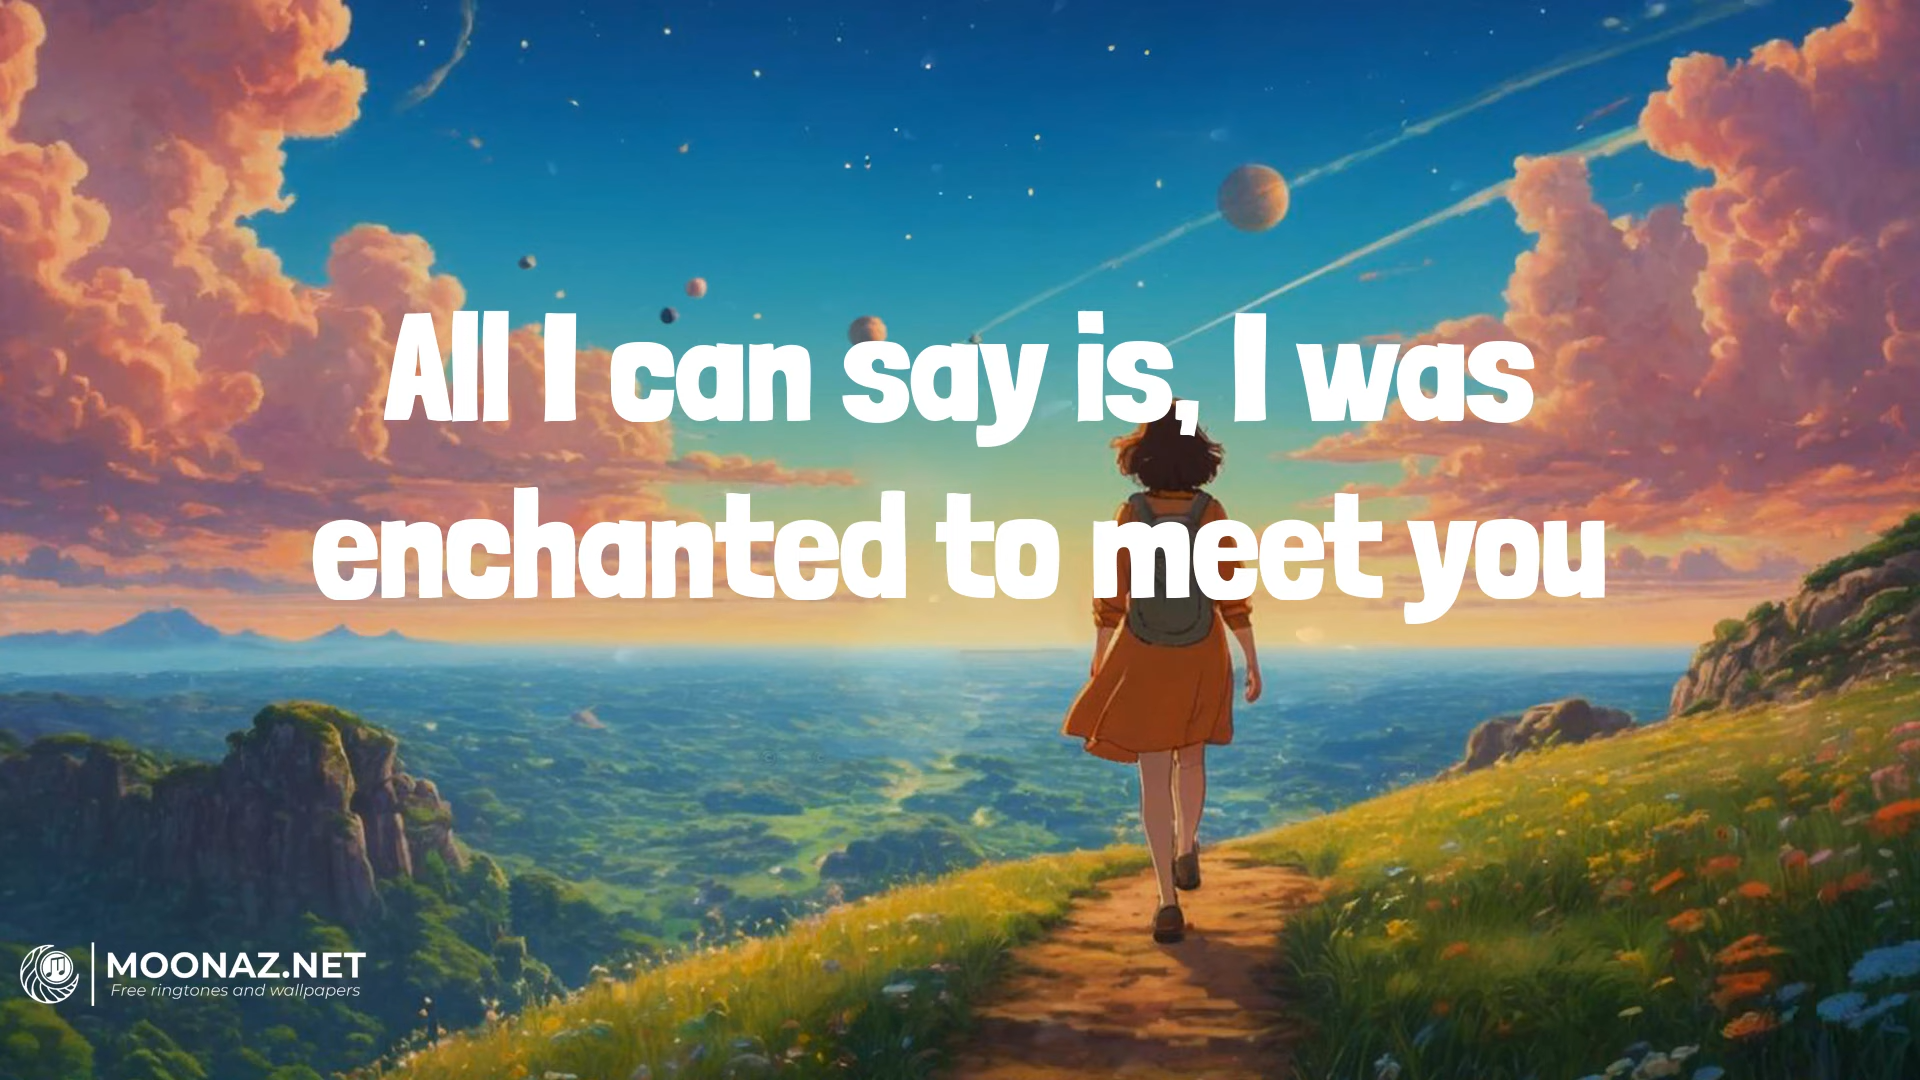 All I can say is, I was
enchanted to meet you
MOONAZ.NET
Free ringtones and wallpapers